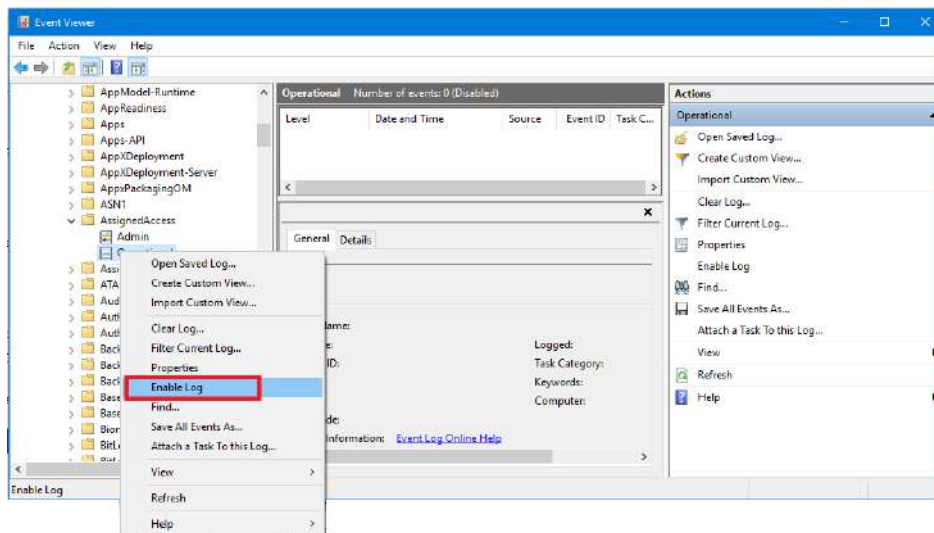 Event Viewer
File Action View Help
AppModel-Runtime
AppReadiness
Apps
Apps-API
AppXDeployment
AppXDeployment-Server
AppxPackagingOM
ASN1
AssignedAccess
Admin
Operational Number of events: 0 (Disabled)
Level Date and Time Source Event ID Task C...
General Details
Logged:
ID: Task Category:
Keywords:
Computer:
Information: Event Log Online Help
Open Saved Log...
Create Custom View...
Import Custom View...
Clear Log...
Filter Current Log...
Properties
Enable Log
Find...
Save All Events As...
Attach a Task To this Log...
View
Refresh
Help
Actions
Operational
Open Saved Log...
Create Custom View...
Import Custom View...
Clear Log...
Filter Current Log...
Properties
Enable Log
Find...
Save All Events As...
Attach a Task To this Log...
View
Refresh
Help
Enable Log